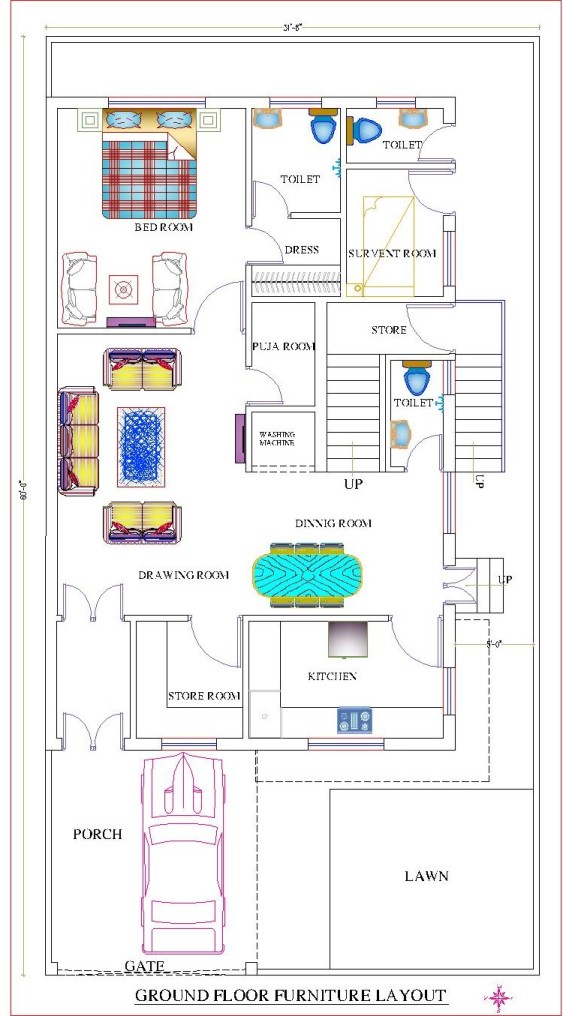 31'-8"
TOILET
TOILET
BED ROOM
DRESS
SURVENT ROOM
STORE
PUJA ROOM
TOILET
WASHING
MACHINE
UP
UP
60'-0"
DINNIG ROOM
DRAWING ROOM
UP
5'-0"
KITCHEN
STORE ROOM
PORCH
LAWN
GATE
GROUND FLOOR FURNITURE LAYOUT